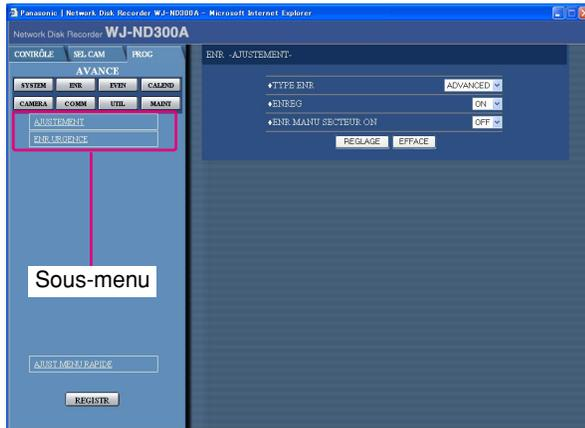 Panasonic | Network Disk Recorder WJ-ND300A - Microsoft Internet Explorer
Network Disk Recorder WJ-ND300A
CONTRÔLE SEL CAM PROG
AVANCE
SYSTEM ENR EVEN CALEND
CAMERA COMM UTIL MAINT
AJUSTEMENT
ENR URGENCE
Sous-menu
AJUST MENU RAPIDE
REGISTR
ENR -AJUSTEMENT-
♦TYPE ENR ADVANCED
♦ENREG ON
♦ENR MANU SECTEUR ON OFF
REGLAGE EFFACE